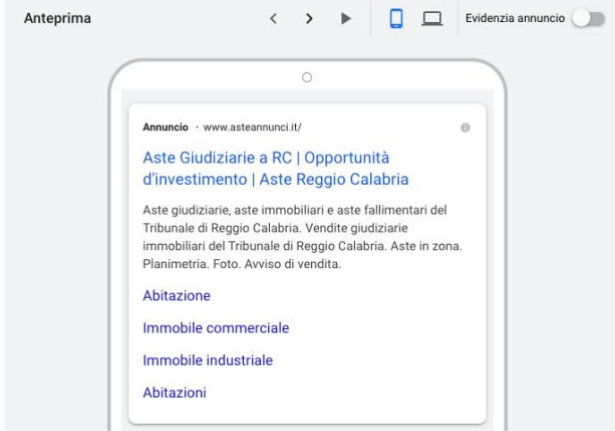 Anteprima
Evidenzia annuncio
Annuncio · www.asteannunci.it/
Aste Giudiziarie a RC | Opportunità
d'investimento | Aste Reggio Calabria
Aste giudiziarie, aste immobiliari e aste fallimentari del
Tribunale di Reggio Calabria. Vendite giudiziarie
immobiliari del Tribunale di Reggio Calabria. Aste in zona.
Planimetria. Foto. Avviso di vendita.
Abitazione
Immobile commerciale
Immobile industriale
Abitazioni